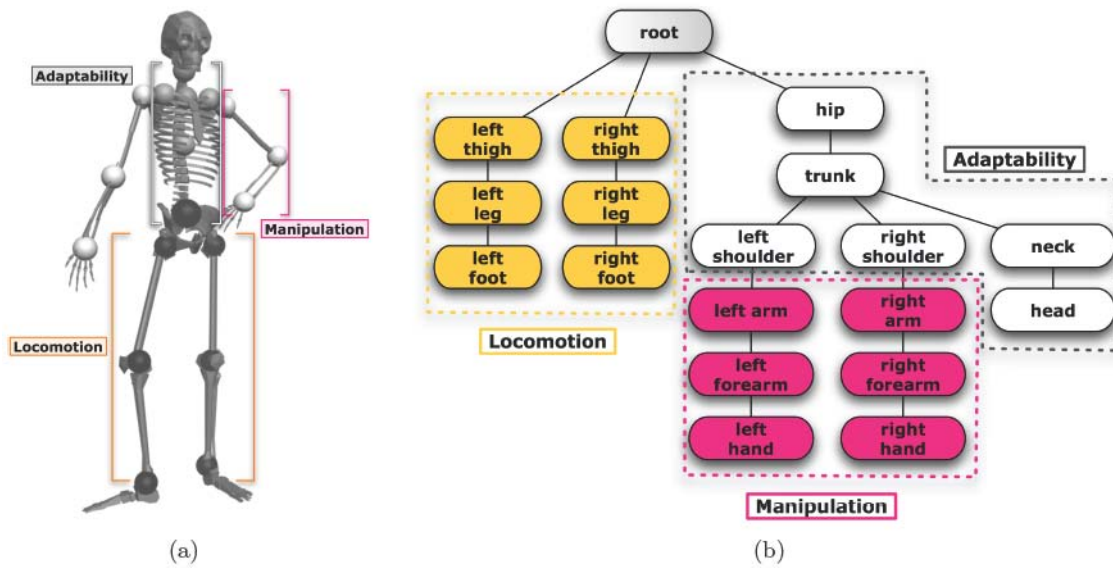 Adaptability
Manipulation
Locomotion
(a)
root
hip
left
thigh
right
thigh
Adaptability
trunk
left
leg
right
leg
left
shoulder
right
shoulder
neck
left
foot
right
foot
left arm
right
arm
head
Locomotion
left
forearm
right
forearm
left
hand
right
hand
Manipulation
(b)